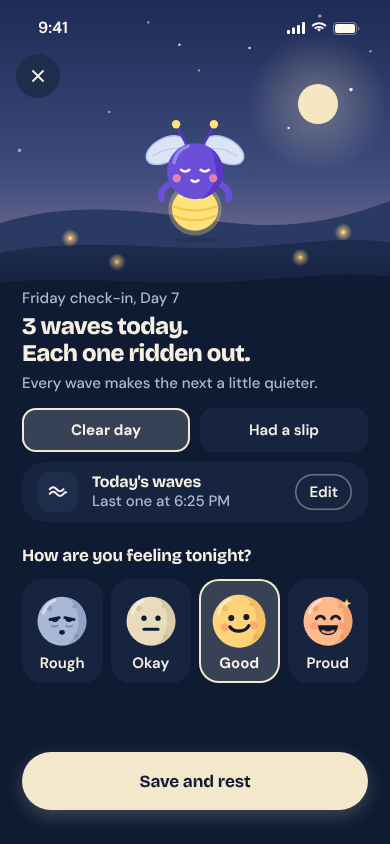 9:41
Friday check-in, Day 7
3 waves today.
Each one ridden out.
Every wave makes the next a little quieter.
Clear day
Had a slip
Today's waves
Last one at 6:25 PM
Edit
How are you feeling tonight?
Rough
Okay
Good
Proud
Save and rest